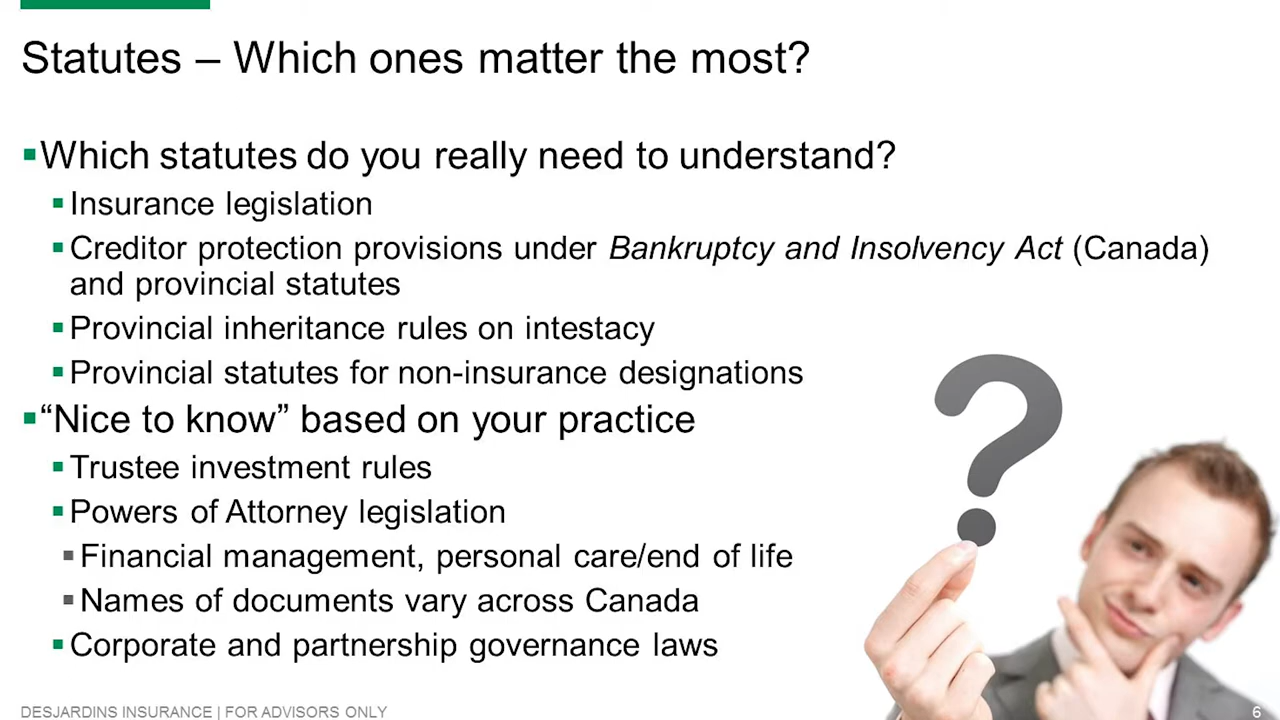 Statutes – Which ones matter the most?
▪Which statutes do you really need to understand?
▪Insurance legislation
▪Creditor protection provisions under Bankruptcy and Insolvency Act (Canada)
and provincial statutes
▪Provincial inheritance rules on intestacy
▪Provincial statutes for non-insurance designations
▪“Nice to know” based on your practice
▪Trustee investment rules
▪Powers of Attorney legislation
▪Financial management, personal care/end of life
▪Names of documents vary across Canada
▪Corporate and partnership governance laws
?
DESJARDINS INSURANCE | FOR ADVISORS ONLY
6